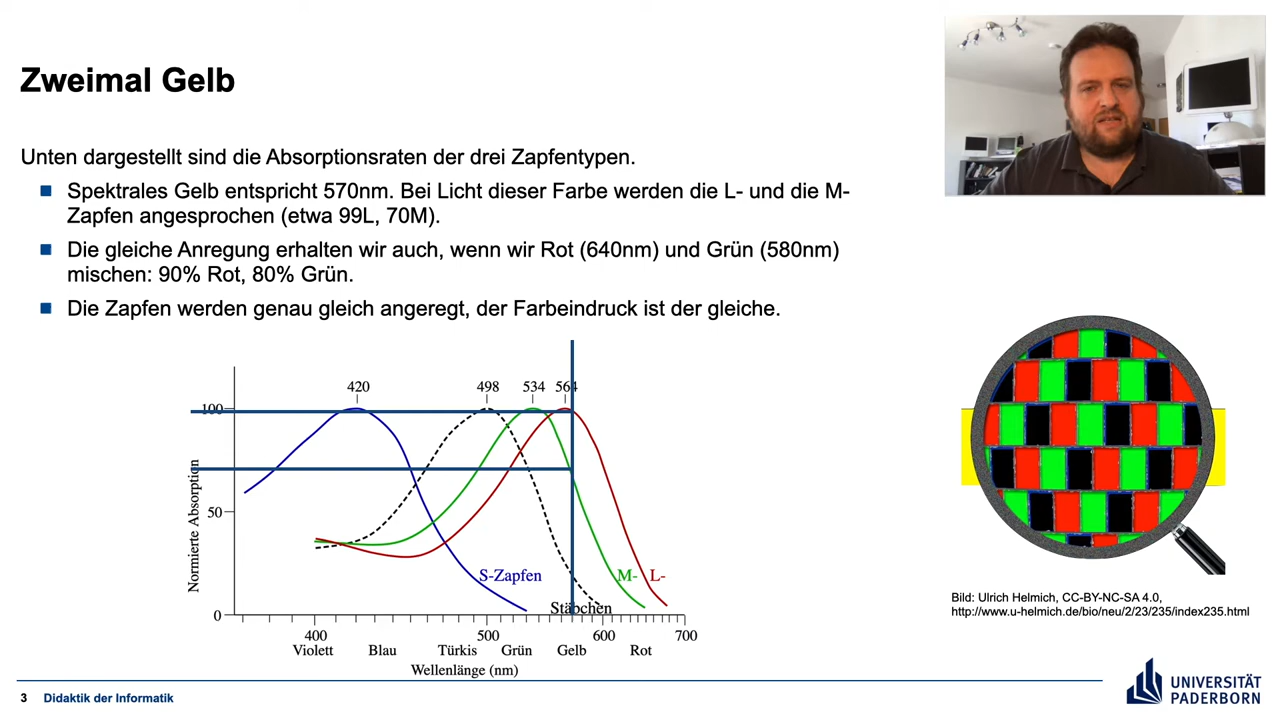 Zweimal Gelb
Unten dargestellt sind die Absorptionsraten der drei Zapfentypen.
Spektrales Gelb entspricht 570nm. Bei Licht dieser Farbe werden die L- und die M-
Zapfen angesprochen (etwa 99L, 70M).
Die gleiche Anregung erhalten wir auch, wenn wir Rot (640nm) und Grün (580nm)
mischen: 90% Rot, 80% Grün.
Die Zapfen werden genau gleich angeregt, der Farbeindruck ist der gleiche.
420 498 534 564
100
50
0
Normierte Absorption
S-Zapfen
M- L-
Stäbchen
400 500 600 700
Violett Blau Türkis Grün Gelb Rot
Wellenlänge (nm)
Bild: Ulrich Helmich, CC-BY-NC-SA 4.0,
http://www.u-helmich.de/bio/neu/2/23/235/index235.html
3 Didaktik der Informatik
UNIVERSITÄT
PADERBORN